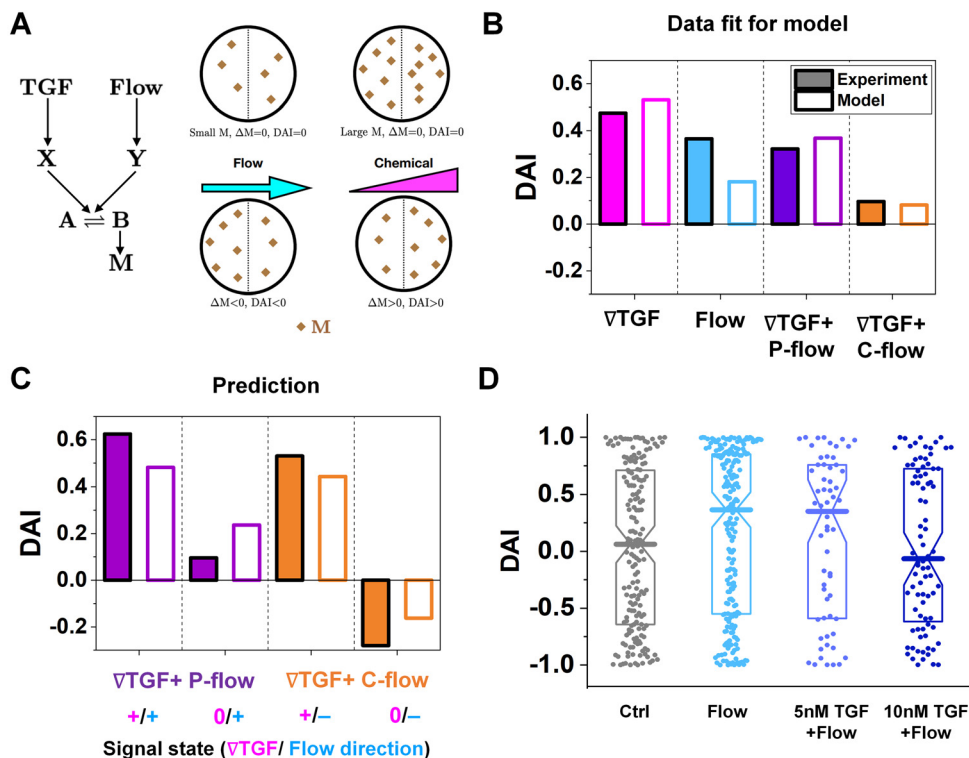 A
TGF Flow
X Y
A ⇌ B
M
Small M, ΔM=0, DAI=0
Large M, ΔM=0, DAI=0
Flow
Chemical
ΔM<0, DAI<0
ΔM>0, DAI>0
M
B
Data fit for model
Experiment
Model
DAI
0.6
0.4
0.2
0.0
-0.2
∇TGF
Flow
∇TGF+
P-flow
∇TGF+
C-flow
C
Prediction
DAI
0.6
0.4
0.2
0.0
-0.2
∇TGF+ P-flow
∇TGF+ C-flow
+/+ 0/+ +/– 0/–
Signal state (∇TGF/ Flow direction)
D
DAI
1.0
0.5
0.0
-0.5
-1.0
Ctrl
Flow
5nM TGF
+Flow
10nM TGF
+Flow